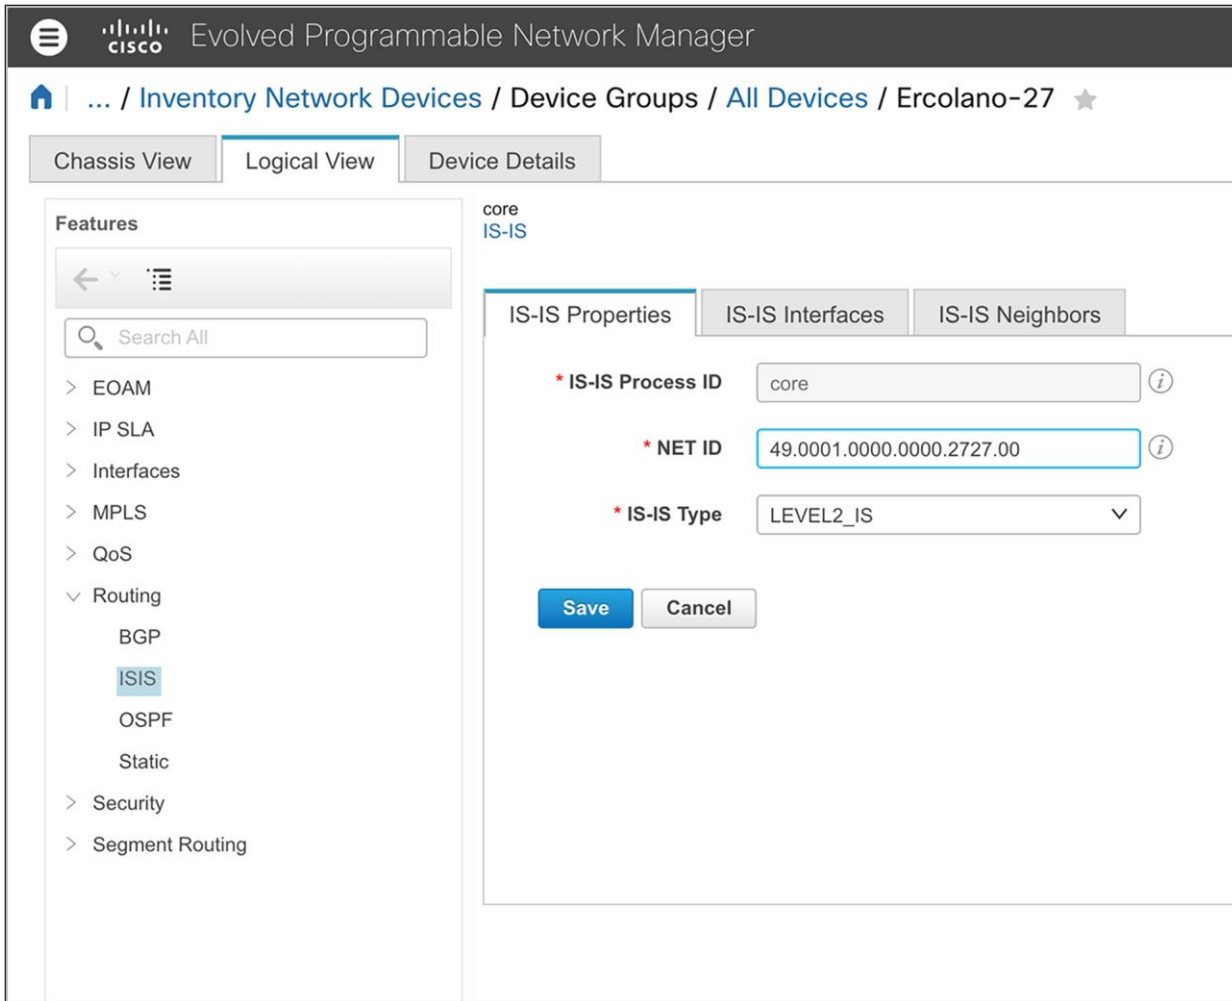 cisco Evolved Programmable Network Manager
... / Inventory Network Devices / Device Groups / All Devices / Ercolano-27
Chassis View Logical View Device Details
Features
Search All
EOAM
IP SLA
Interfaces
MPLS
QoS
Routing
BGP
ISIS
OSPF
Static
Security
Segment Routing
core
IS-IS
IS-IS Properties IS-IS Interfaces IS-IS Neighbors
* IS-IS Process ID core i
* NET ID 49.0001.0000.0000.2727.00 i
* IS-IS Type LEVEL2_IS
Save Cancel